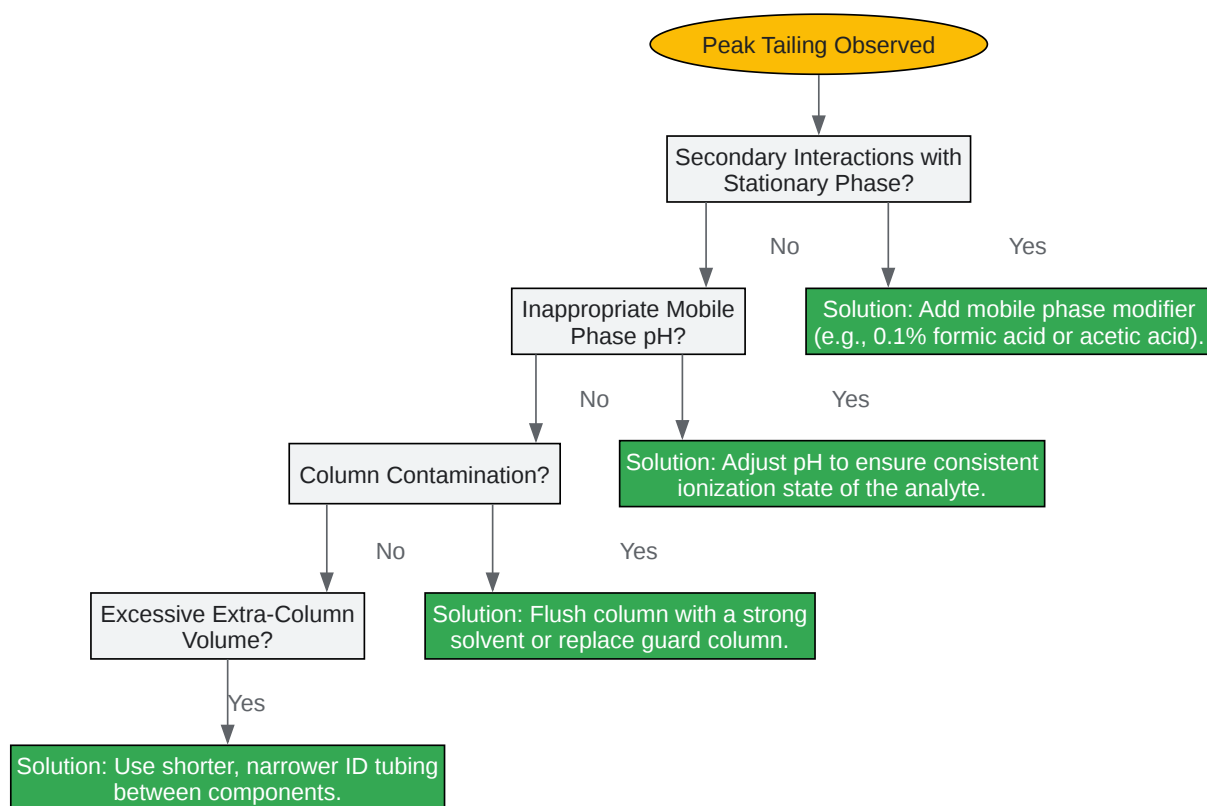 Peak Tailing Observed
Secondary Interactions with
Stationary Phase?
No
Yes
Inappropriate Mobile
Phase pH?
Solution: Add mobile phase modifier
(e.g., 0.1% formic acid or acetic acid).
No
Yes
Column Contamination?
Solution: Adjust pH to ensure consistent
ionization state of the analyte.
No
Yes
Excessive Extra-Column
Volume?
Solution: Flush column with a strong
solvent or replace guard column.
Yes
Solution: Use shorter, narrower ID tubing
between components.